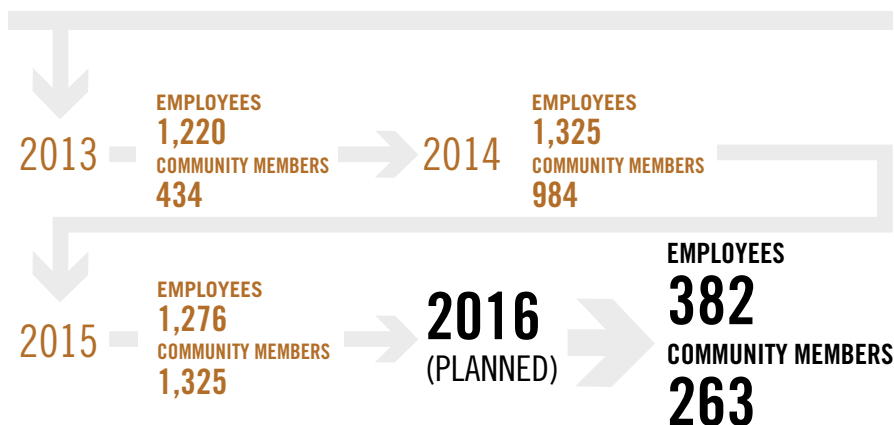 2013
EMPLOYEES
1,220
COMMUNITY MEMBERS
434
2014
EMPLOYEES
1,325
COMMUNITY MEMBERS
984
2015
EMPLOYEES
1,276
COMMUNITY MEMBERS
1,325
2016
(PLANNED)
EMPLOYEES
382
COMMUNITY MEMBERS
263